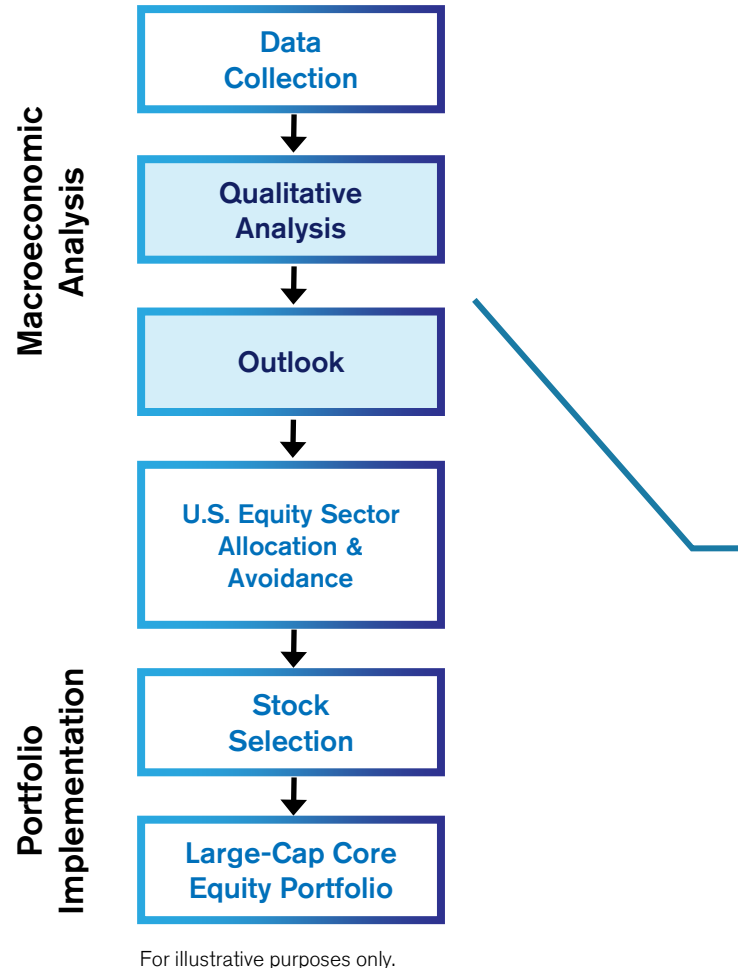 Macroeconomic
Analysis
Data
Collection
Qualitative
Analysis
Outlook
U.S. Equity Sector
Allocation &
Avoidance
Portfolio
Implementation
Stock
Selection
Large-Cap Core
Equity Portfolio
For illustrative purposes only.